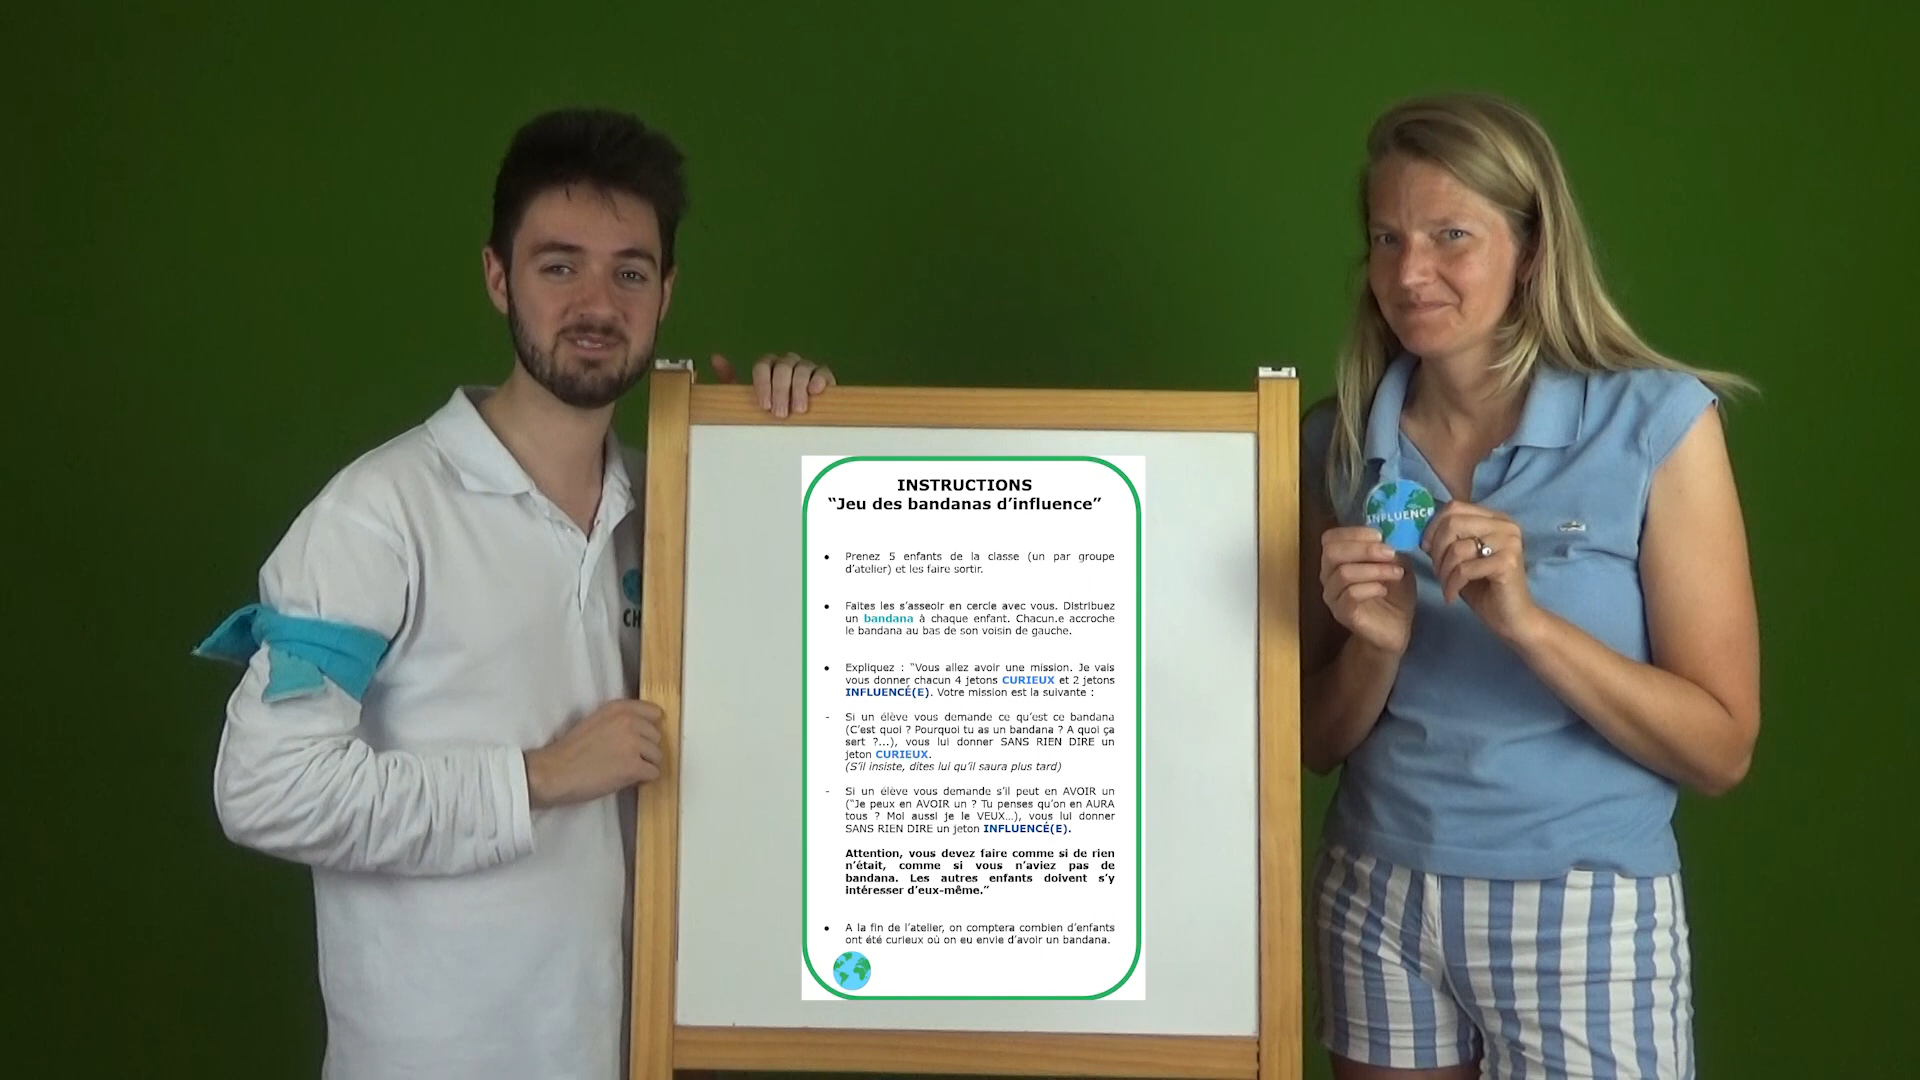 INSTRUCTIONS
“Jeu des bandanas d’influence”
• Prenez 5 enfants de la classe (un par groupe
d’atelier) et les faire sortir.
• Faites les s’asseoir en cercle avec vous. Distribuez
un bandana à chaque enfant. Chacun.e accroche
le bandana au bas de son voisin de gauche.
• Expliquez : “Vous allez avoir une mission. Je vais
vous donner chacun 4 jetons CURIEUX et 2 jetons
INFLUENCÉ(E). Votre mission est la suivante :
- Si un élève vous demande ce qu’est ce bandana
(C’est quoi ? Pourquoi tu as un bandana ? A quoi ça
sert ?...), vous lui donner SANS RIEN DIRE un
jeton CURIEUX.
(S’il insiste, dites lui qu’il saura plus tard)
- Si un élève vous demande s’il peut en AVOIR un
(“Je peux en AVOIR un ? Tu penses qu’on en AURA
tous ? Moi aussi je le VEUX…), vous lui donner
SANS RIEN DIRE un jeton INFLUENCÉ(E).
Attention, vous devez faire comme si de rien
n’était, comme si vous n’aviez pas de
bandana. Les autres enfants doivent s’y
intéresser d’eux-même.”
• A la fin de l’atelier, on comptera combien d’enfants
ont été curieux où on eu envie d’avoir un bandana.
INFLUENCE
CH